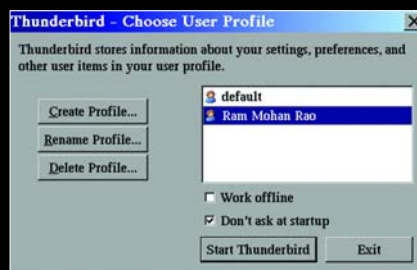 Thunderbird - Choose User Profile
Thunderbird stores information about your settings, preferences, and
other user items in your user profile.
Create Profile...
Rename Profile...
Delete Profile...
default
Ram Mohan Rao
Work offline
Don't ask at startup
Start Thunderbird
Exit